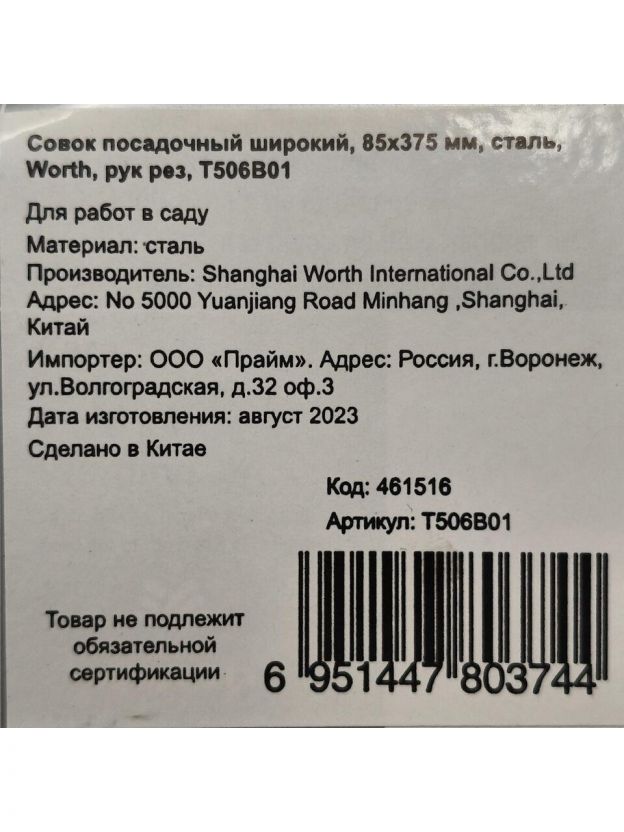 Совок посадочный широкий, 85х375 мм, сталь,
Worth, рук рез, T506B01
Для работ в саду
Материал: сталь
Производитель: Shanghai Worth International Co.,Ltd
Адрес: No 5000 Yuanjiang Road Minhang ,Shanghai,
Китай
Импортер: ООО «Прайм». Адрес: Россия, г.Воронеж,
ул.Волгоградская, д.32 оф.3
Дата изготовления: август 2023
Сделано в Китае
Код: 461516
Артикул: T506B01
Товар не подлежит
обязательной
сертификации
6 951447 803744